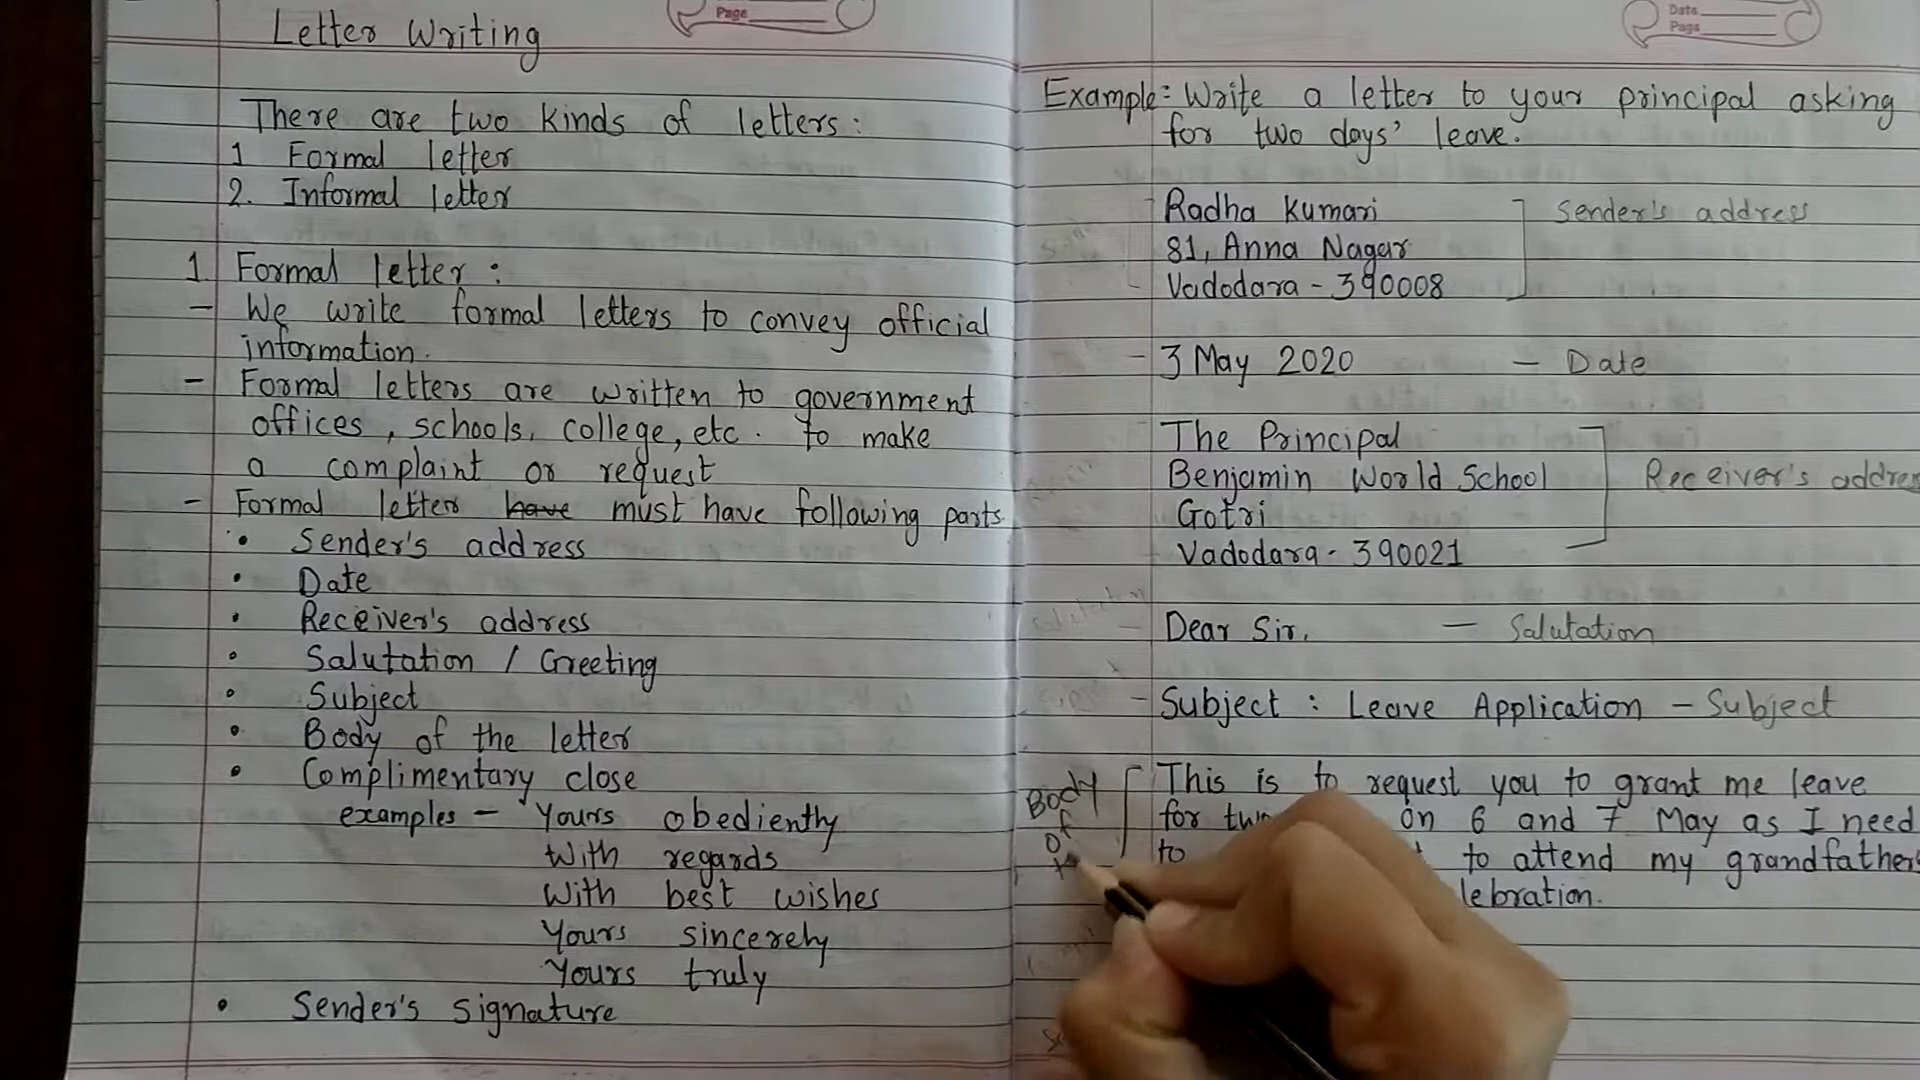 Page
Letter Writing
There are two kinds of letters:
1 Formal letter
2. Informal letter
1 Formal letter:
- We write formal letters to convey official
information.
- Formal letters are written to government
offices, schools, college, etc. to make
a complaint or request
- Formal letter have must have following parts
• Sender's address
• Date
• Receiver's address
• Salutation / Greeting
• Subject
• Body of the letter
• Complimentary close
examples - Yours obediently
With regards
With best wishes
Yours sincerely
Yours truly
• Sender's signature
Date
Page
Example: Write a letter to your principal asking
for two days' leave.
Radha Kumari
81, Anna Nagar
Vadodara - 390008
Sender's address
- 3 May 2020 - Date
The Principal
Benjamin World School
Gotri
Vadodara - 390021
Receiver's addres
Dear Sir, - Salutation
- Subject : Leave Application - Subject
Body
of
This is to request you to grant me leave
for on 6 and 7 May as I need
to to attend my grandfather
lebration.